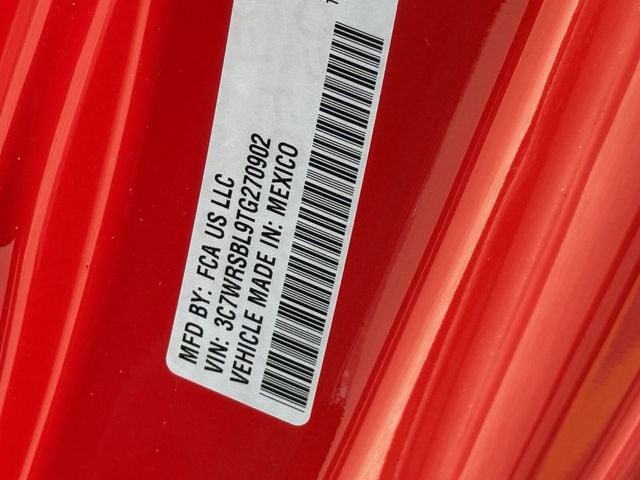 MFD BY: FCA US LLC
VIN: 3C7WRSBL9TG270902
VEHICLE MADE IN: MEXICO